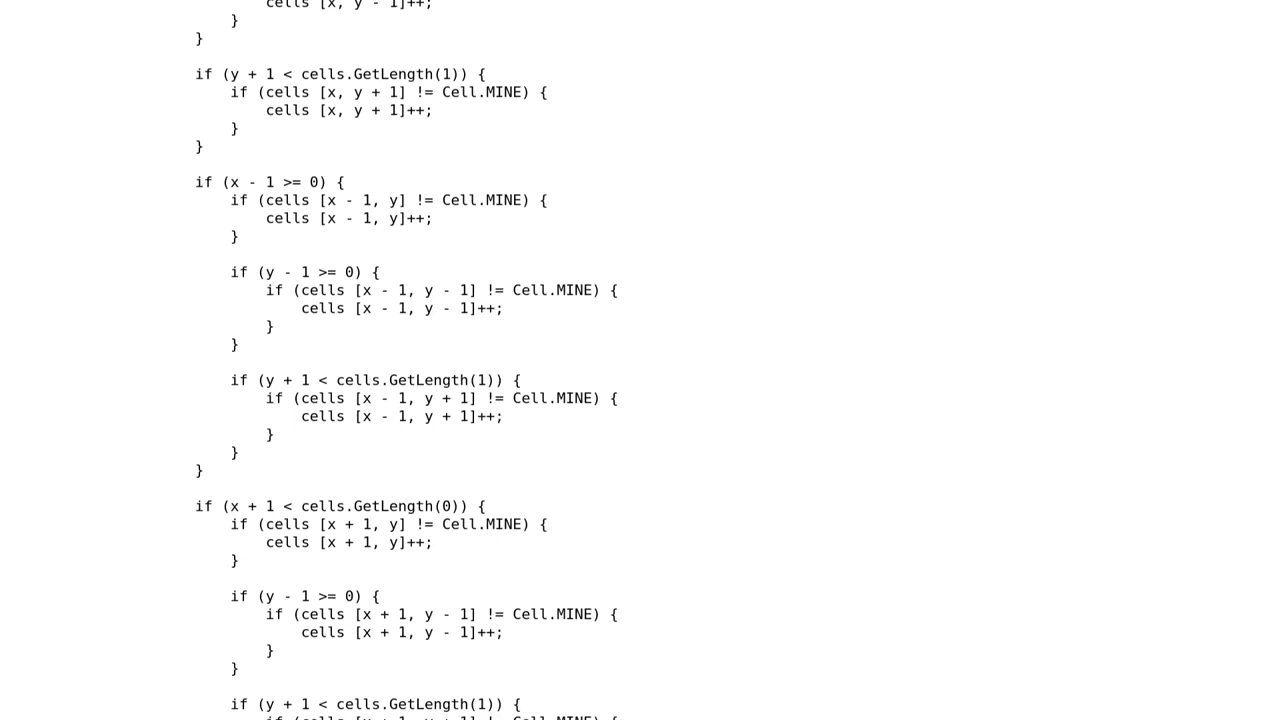 cells [x, y - 1]++;
}
}
if (y + 1 < cells.GetLength(1)) {
if (cells [x, y + 1] != Cell.MINE) {
cells [x, y + 1]++;
}
}
if (x - 1 >= 0) {
if (cells [x - 1, y] != Cell.MINE) {
cells [x - 1, y]++;
}
if (y - 1 >= 0) {
if (cells [x - 1, y - 1] != Cell.MINE) {
cells [x - 1, y - 1]++;
}
}
if (y + 1 < cells.GetLength(1)) {
if (cells [x - 1, y + 1] != Cell.MINE) {
cells [x - 1, y + 1]++;
}
}
}
if (x + 1 < cells.GetLength(0)) {
if (cells [x + 1, y] != Cell.MINE) {
cells [x + 1, y]++;
}
if (y - 1 >= 0) {
if (cells [x + 1, y - 1] != Cell.MINE) {
cells [x + 1, y - 1]++;
}
}
if (y + 1 < cells.GetLength(1)) {